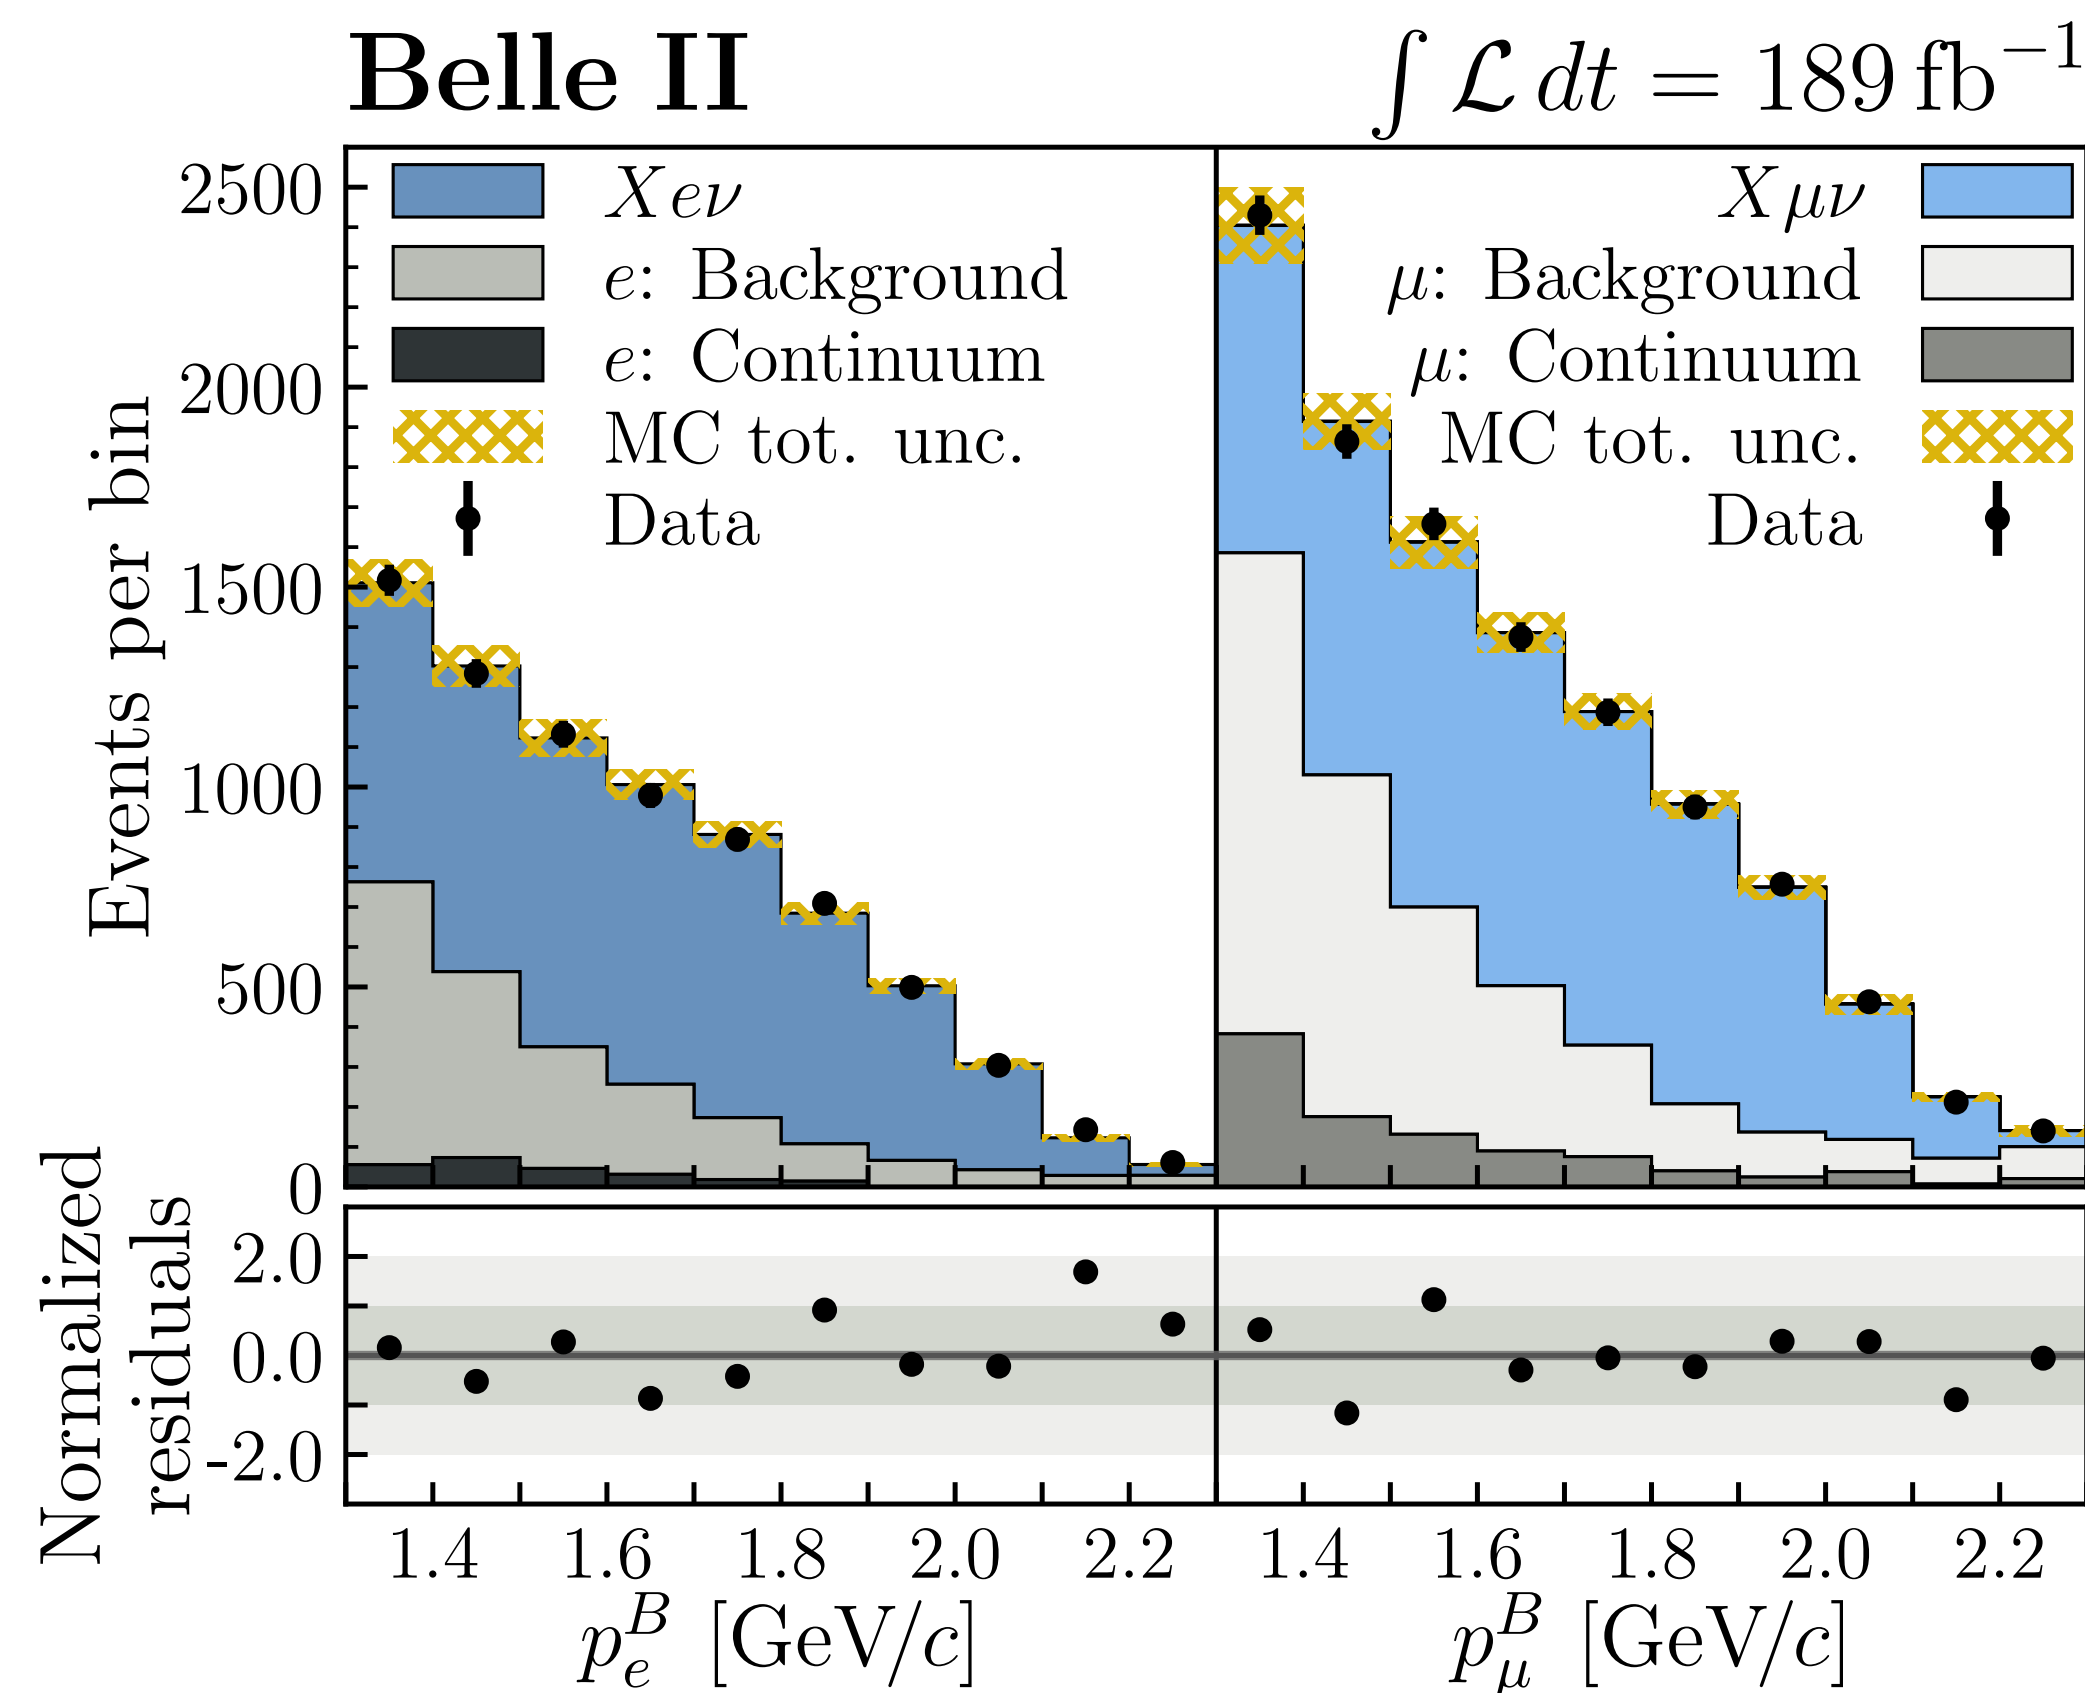 Belle II
∫ ℒ dt = 189 fb⁻¹
Events per bin
2500
2000
1500
1000
500
0
Xeν
e: Background
e: Continuum
MC tot. unc.
Data
Xμν
μ: Background
μ: Continuum
MC tot. unc.
Data
Normalized
residuals
2.0
0.0
-2.0
1.4 1.6 1.8 2.0 2.2 1.4 1.6 1.8 2.0 2.2
p_e^B [GeV/c] p_μ^B [GeV/c]